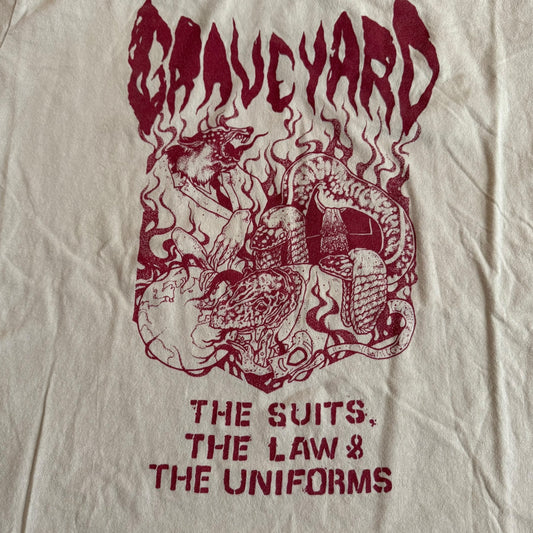 GRAVEYARD
THE SUITS,
THE LAW &
THE UNIFORMS